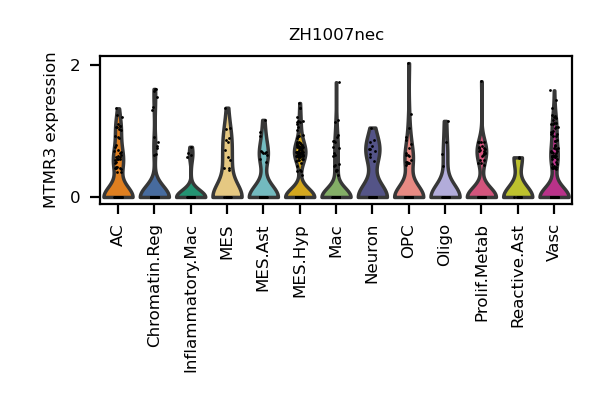 ZH1007nec
MTMR3 expression
2
0
AC
Chromatin.Reg
Inflammatory.Mac
MES
MES.Ast
MES.Hyp
Mac
Neuron
OPC
Oligo
Prolif.Metab
Reactive.Ast
Vasc